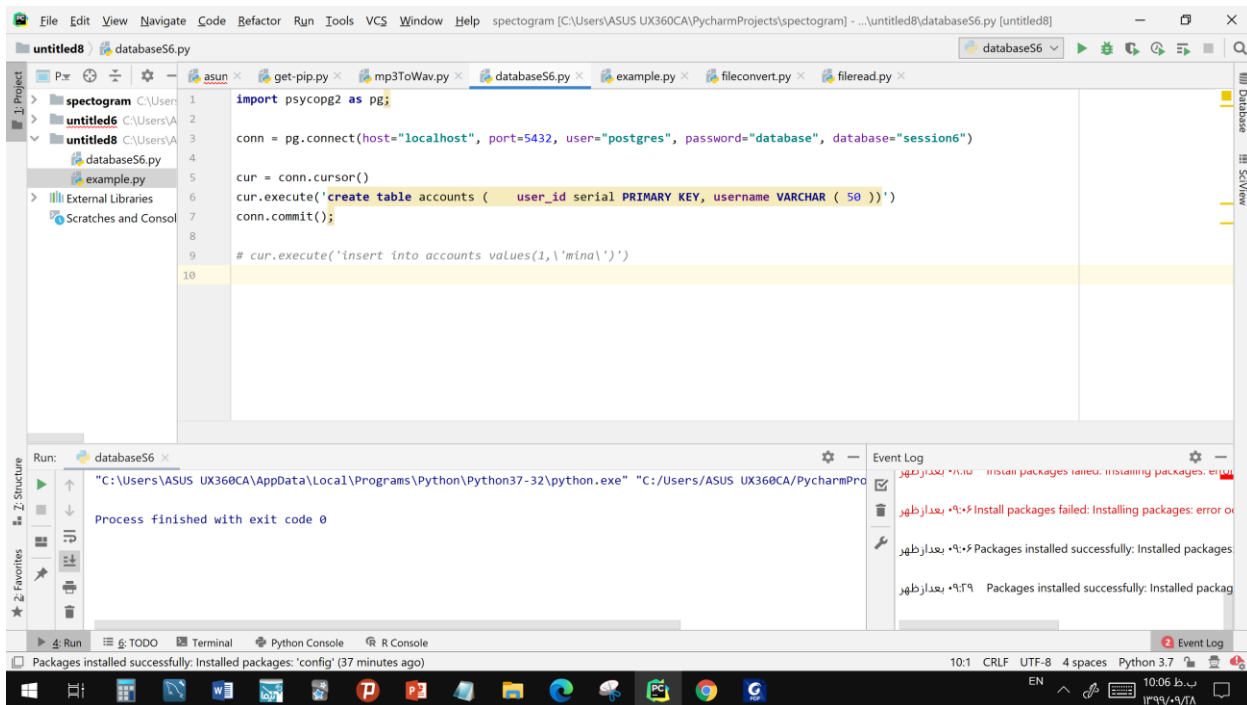 File Edit View Navigate Code Refactor Run Tools VCS Window Help spectogram [C:\Users\ASUS UX360CA\PycharmProjects\spectogram] - ...\untitled8\databaseS6.py [untitled8]
untitled8 databaseS6.py
databaseS6
1: Project
asun get-pip.py mp3ToWav.py databaseS6.py example.py fileconvert.py fileread.py
spectogram C:\Users
untitled6 C:\Users\A
untitled8 C:\Users\A
databaseS6.py
example.py
External Libraries
Scratches and Consol
1 import psycopg2 as pg;
2
3 conn = pg.connect(host="localhost", port=5432, user="postgres", password="database", database="session6")
4
5 cur = conn.cursor()
6 cur.execute('create table accounts (    user_id serial PRIMARY KEY, username VARCHAR ( 50 ))')
7 conn.commit();
8
9 # cur.execute('insert into accounts values(1,\'mina\')')
10
Database
SciView
Z: Structure
2: Favorites
Run: databaseS6
"C:\Users\ASUS UX360CA\AppData\Local\Programs\Python\Python37-32\python.exe" "C:/Users/ASUS UX360CA/PycharmPro
Process finished with exit code 0
Event Log
Install packages failed: Installing packages: error
۰۹:۰۶ بعدازظهر Install packages failed: Installing packages: error o
۰۹:۰۶ بعدازظهر Packages installed successfully: Installed packages:
۰۹:۲۹ بعدازظهر Packages installed successfully: Installed packag
4: Run 6: TODO Terminal Python Console R Console 2 Event Log
Packages installed successfully: Installed packages: 'config' (37 minutes ago) 10:1 CRLF UTF-8 4 spaces Python 3.7
EN 10:06 ب.ظ
۱۳۹۹/۰۹/۲۸